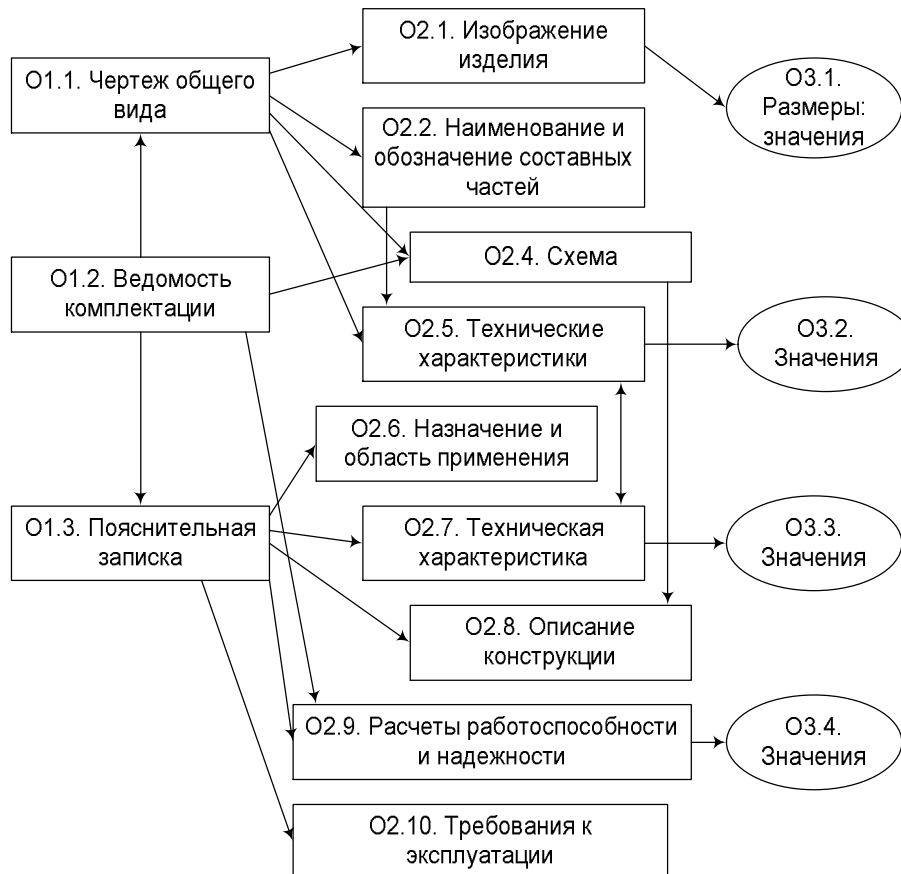 О2.1. Изображение
изделия
О1.1. Чертеж общего
вида
О3.1.
Размеры:
значения
О2.2. Наименование и
обозначение составных
частей
О2.4. Схема
О1.2. Ведомость
комплектации
О2.5. Технические
характеристики
О3.2.
Значения
О2.6. Назначение и
область применения
О1.3. Пояснительная
записка
О2.7. Техническая
характеристика
О3.3.
Значения
О2.8. Описание
конструкции
О2.9. Расчеты работоспособности
и надежности
О3.4.
Значения
О2.10. Требования к
эксплуатации